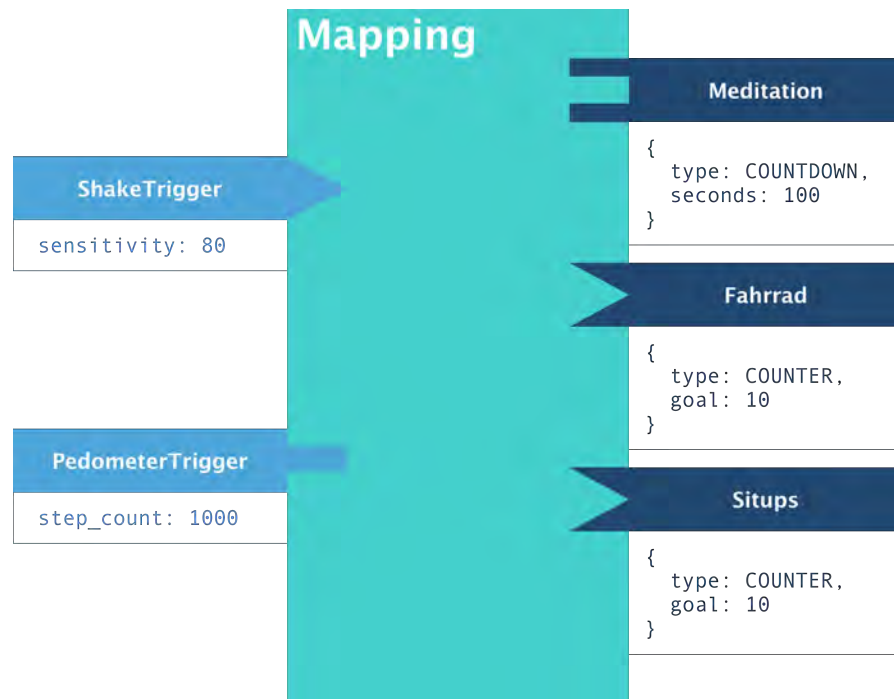 Mapping
ShakeTrigger
sensitivity: 80
PedometerTrigger
step_count: 1000
Meditation
{
type: COUNTDOWN,
seconds: 100
}
Fahrrad
{
type: COUNTER,
goal: 10
}
Situps
{
type: COUNTER,
goal: 10
}